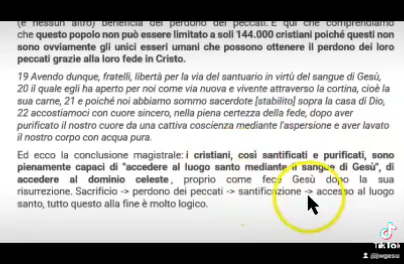 (e nessun altro) beneficia del perdono dei peccati. E qui che comprendiamo
che questo popolo non può essere limitato a soli 144.000 cristiani poiché questi non
sono ovviamente gli unici esseri umani che possono ottenere il perdono dei loro
peccati grazie alla loro fede in Cristo.
19 Avendo dunque, fratelli, libertà per la via del santuario in virtù del sangue di Gesù,
20 il quale egli ha aperto per noi come via nuova e vivente attraverso la cortina, cioè la
sua carne, 21 e poiché noi abbiamo sommo sacerdote [stabilito] sopra la casa di Dio,
22 accostiamoci con cuore sincero, nella piena certezza della fede, dopo aver
purificato il nostro cuore da una cattiva coscienza mediante l'aspersione e aver lavato
il nostro corpo con acqua pura.
Ed ecco la conclusione magistrale: i cristiani, così santificati e purificati, sono
pienamente capaci di "accedere al luogo santo mediante il sangue di Gesù", di
accedere al dominio celeste, proprio come fece Gesù dopo la sua
risurrezione. Sacrificio -> perdono dei peccati -> santificazione -> accesso al luogo
santo, tutto questo alla fine è molto logico.
TikTok
@jwgesu